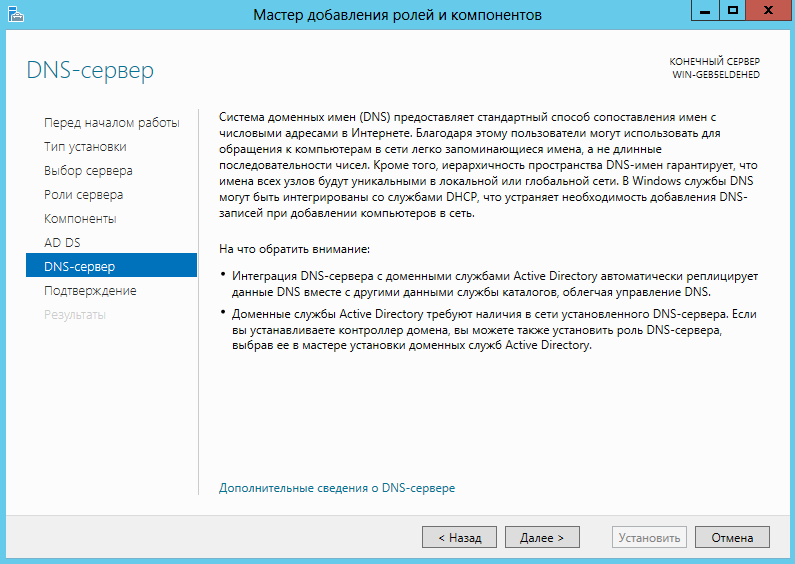 Мастер добавления ролей и компонентов
DNS-сервер
КОНЕЧНЫЙ СЕРВЕР
WIN-GEB5ELDEHED
Перед началом работы
Тип установки
Выбор сервера
Роли сервера
Компоненты
AD DS
DNS-сервер
Подтверждение
Результаты
Система доменных имен (DNS) предоставляет стандартный способ сопоставления имен с
числовыми адресами в Интернете. Благодаря этому пользователи могут использовать для
обращения к компьютерам в сети легко запоминающиеся имена, а не длинные
последовательности чисел. Кроме того, иерархичность пространства DNS-имен гарантирует, что
имена всех узлов будут уникальными в локальной или глобальной сети. В Windows службы DNS
могут быть интегрированы со службами DHCP, что устраняет необходимость добавления DNS-
записей при добавлении компьютеров в сеть.
На что обратить внимание:
• Интеграция DNS-сервера с доменными службами Active Directory автоматически реплицирует
данные DNS вместе с другими данными службы каталогов, облегчая управление DNS.
• Доменные службы Active Directory требуют наличия в сети установленного DNS-сервера. Если
вы устанавливаете контроллер домена, вы можете также установить роль DNS-сервера,
выбрав ее в мастере установки доменных служб Active Directory.
Дополнительные сведения о DNS-сервере
< Назад
Далее >
Установить
Отмена